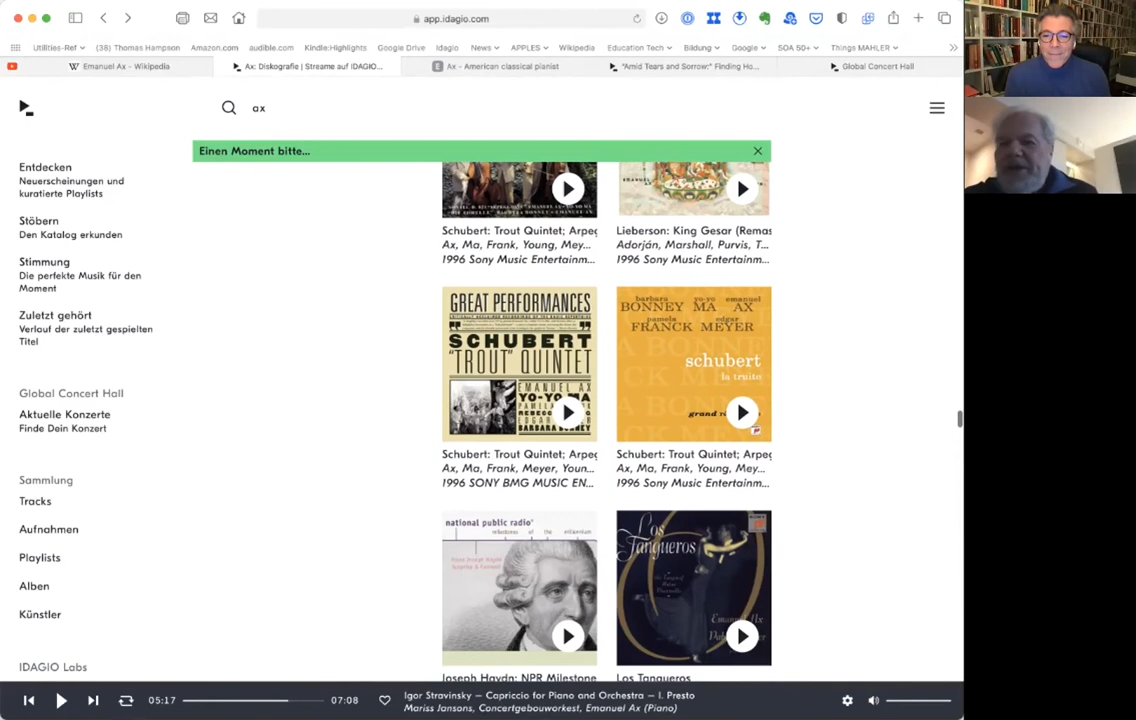 app.idagio.com
Utilities-Ref
(38) Thomas Hampson
Amazon.com
audible.com
Kindle:Highlights
Google Drive
Idagio
News
APPLES
Wikipedia
Education Tech
Bildung
Google
SOA 50+
Things MAHLER
Emanuel Ax - Wikipedia
Ax: Diskografie | Streame auf IDAGIO...
E
Ax - American classical pianist
"Amid Tears and Sorrow:" Finding Ho...
Global Concert Hall
ax
Einen Moment bitte...
Entdecken
Neuerscheinungen und
kuratierte Playlists
Stöbern
Den Katalog erkunden
Stimmung
Die perfekte Musik für den
Moment
Zuletzt gehört
Verlauf der zuletzt gespielten
Titel
Global Concert Hall
Aktuelle Konzerte
Finde Dein Konzert
Sammlung
Tracks
Aufnahmen
Playlists
Alben
Künstler
IDAGIO Labs
Schubert: Trout Quintet; Arpeg
Ax, Ma, Frank, Young, Mey...
1996 Sony Music Entertainm...
Lieberson: King Gesar (Remas
Adorján, Marshall, Purvis, T...
1996 Sony Music Entertainm...
GREAT PERFORMANCES
SCHUBERT
"TROUT" QUINTET
EMANUEL AX
YO-YO MA
barbara yo-yo emanuel
BONNEY MA AX
pamela edgar
FRANCK MEYER
schubert
la truite
Schubert: Trout Quintet; Arpeg
Ax, Ma, Frank, Meyer, Youn...
1996 SONY BMG MUSIC EN...
Schubert: Trout Quintet; Arpeg
Ax, Ma, Frank, Young, Mey...
1996 Sony Music Entertainm...
national public radio
milestones of the millennium
Los
Tangueros
Joseph Haydn: NPR Milestone
Los Tangueros
05:17
07:08
Igor Stravinsky – Capriccio for Piano and Orchestra – I. Presto
Mariss Jansons, Concertgebouworkest, Emanuel Ax (Piano)